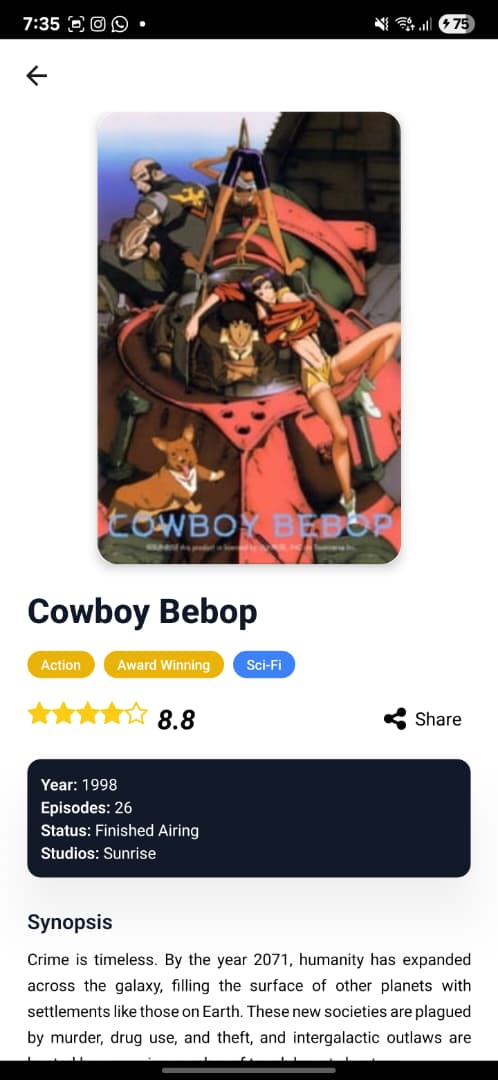 7:35
75
COWBOY BEBOP
Cowboy Bebop
Action Award Winning Sci-Fi
8.8 Share
Year: 1998
Episodes: 26
Status: Finished Airing
Studios: Sunrise
Synopsis
Crime is timeless. By the year 2071, humanity has expanded
across the galaxy, filling the surface of other planets with
settlements like those on Earth. These new societies are plagued
by murder, drug use, and theft, and intergalactic outlaws are